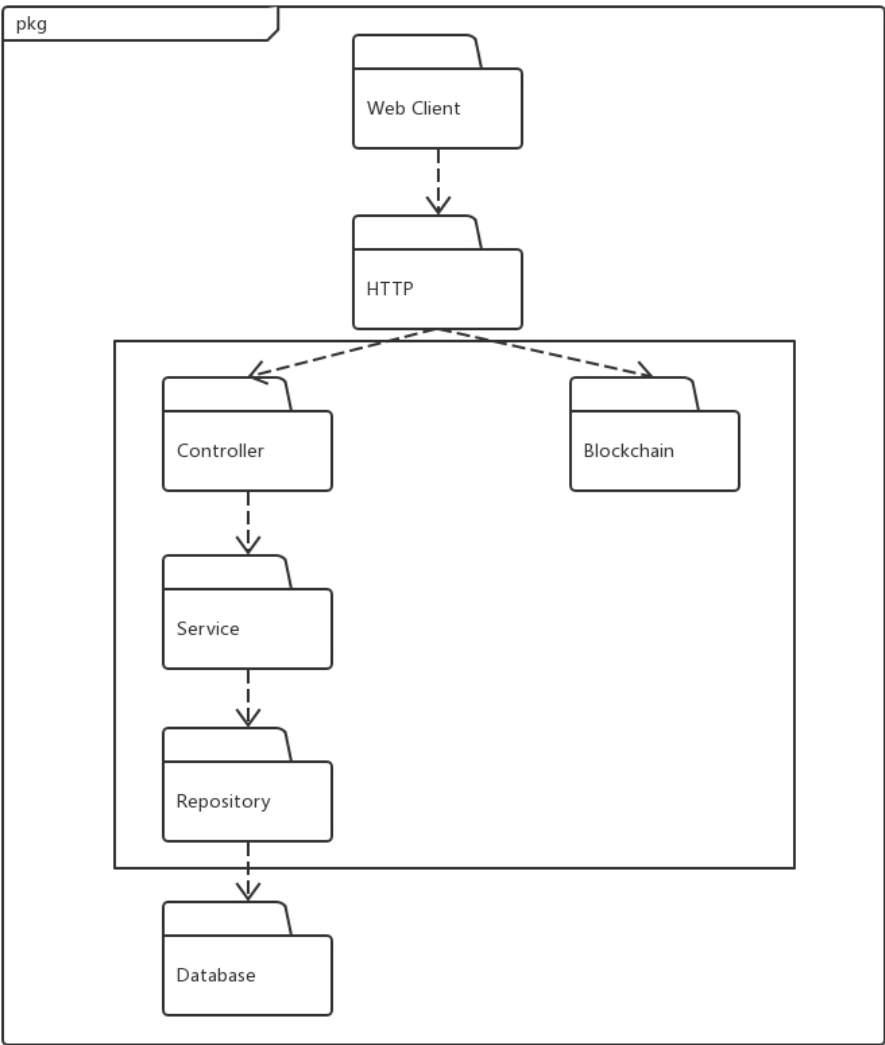 pkg
Web Client
HTTP
Controller
Blockchain
Service
Repository
Database